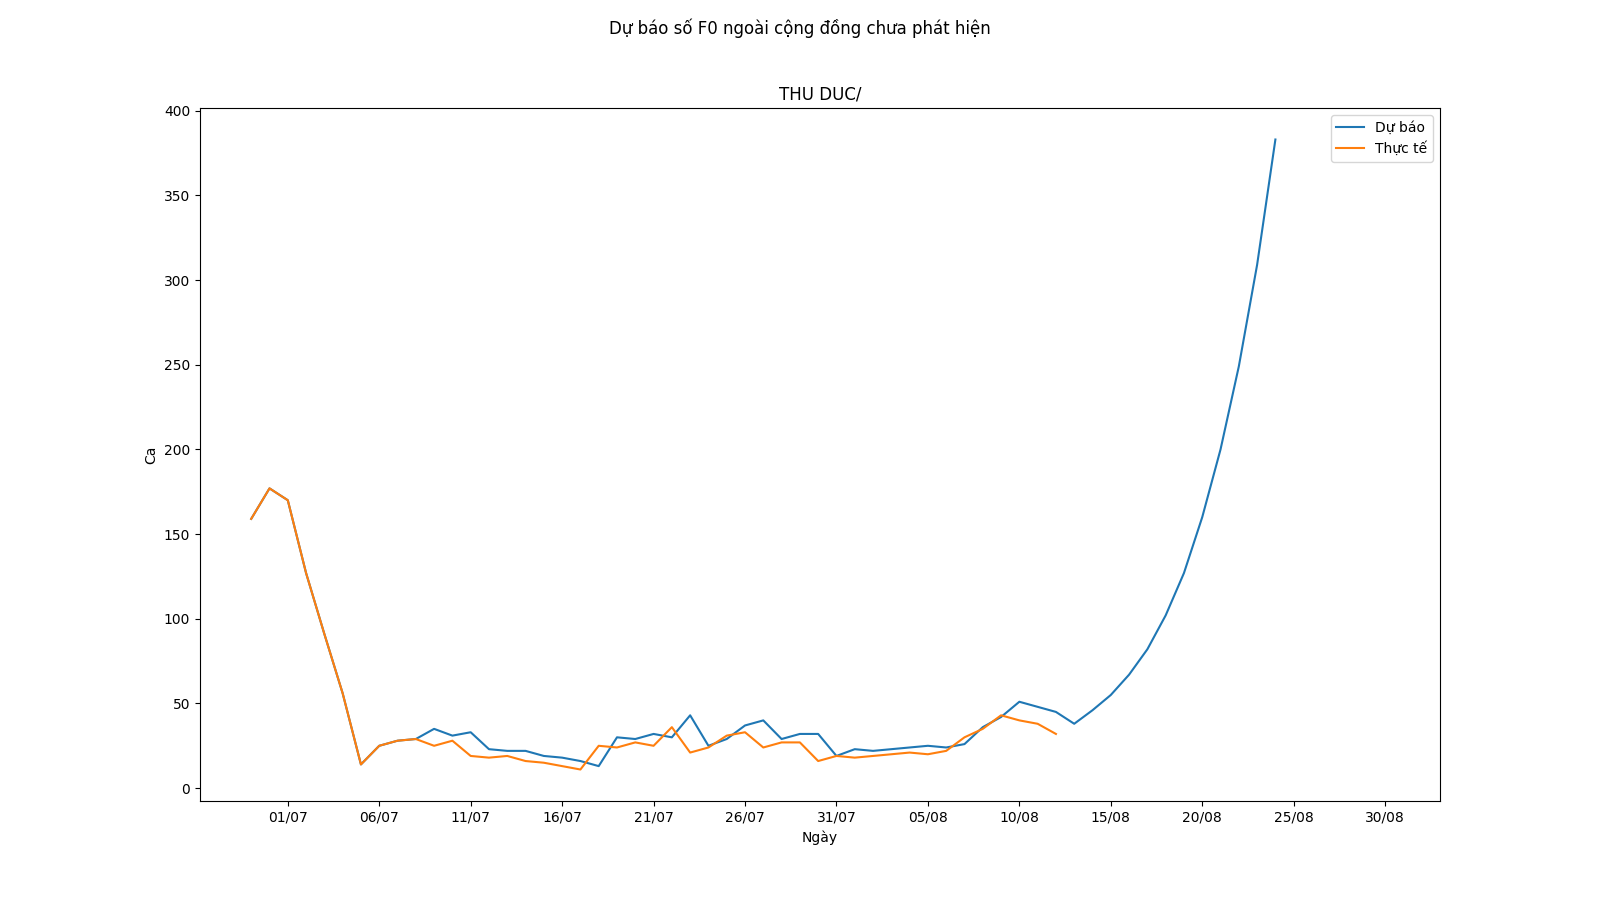 Dự báo số F0 ngoài cộng đồng chưa phát hiện
THU DUC/
Dự báo
Thực tế
400
350
300
250
200
150
100
50
0
Ca
01/07 06/07 11/07 16/07 21/07 26/07 31/07 05/08 10/08 15/08 20/08 25/08 30/08
Ngày